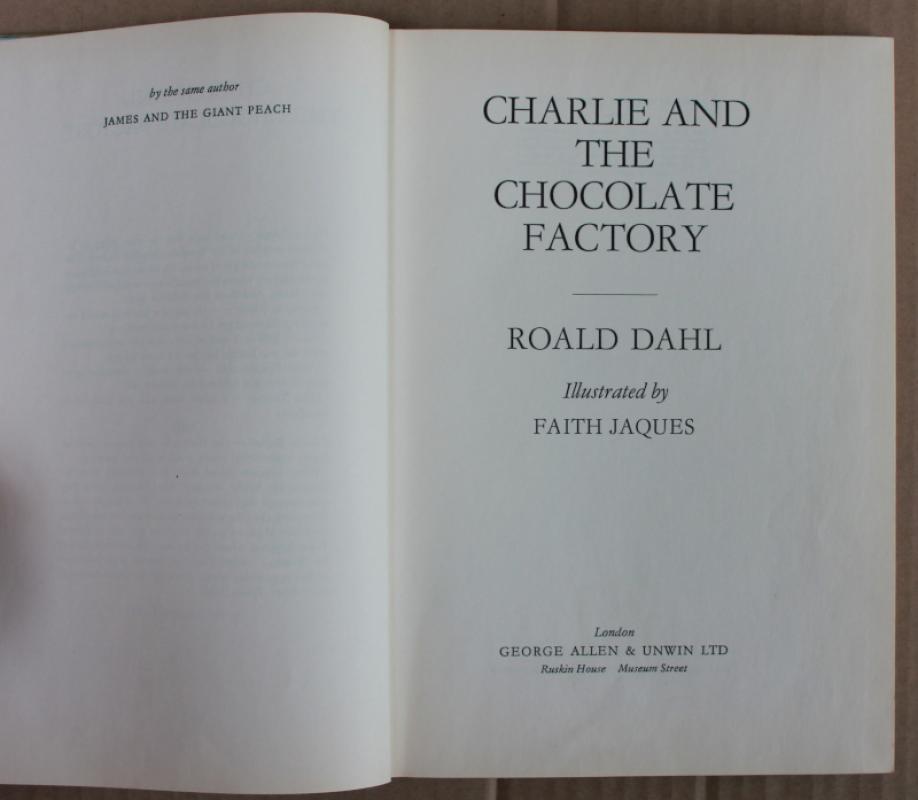 by the same author
JAMES AND THE GIANT PEACH
CHARLIE AND
THE
CHOCOLATE
FACTORY
ROALD DAHL
Illustrated by
FAITH JAQUES
London
GEORGE ALLEN & UNWIN LTD
Ruskin House Museum Street